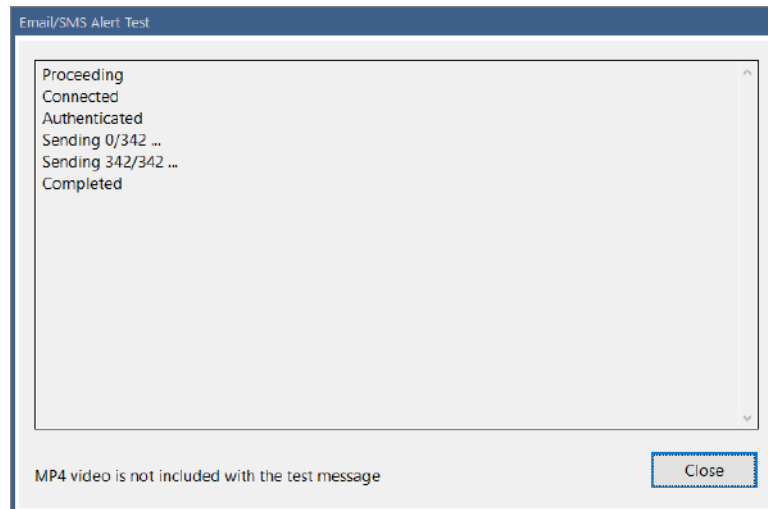 Email/SMS Alert Test
Proceeding
Connected
Authenticated
Sending 0/342 ...
Sending 342/342 ...
Completed
MP4 video is not included with the test message
Close